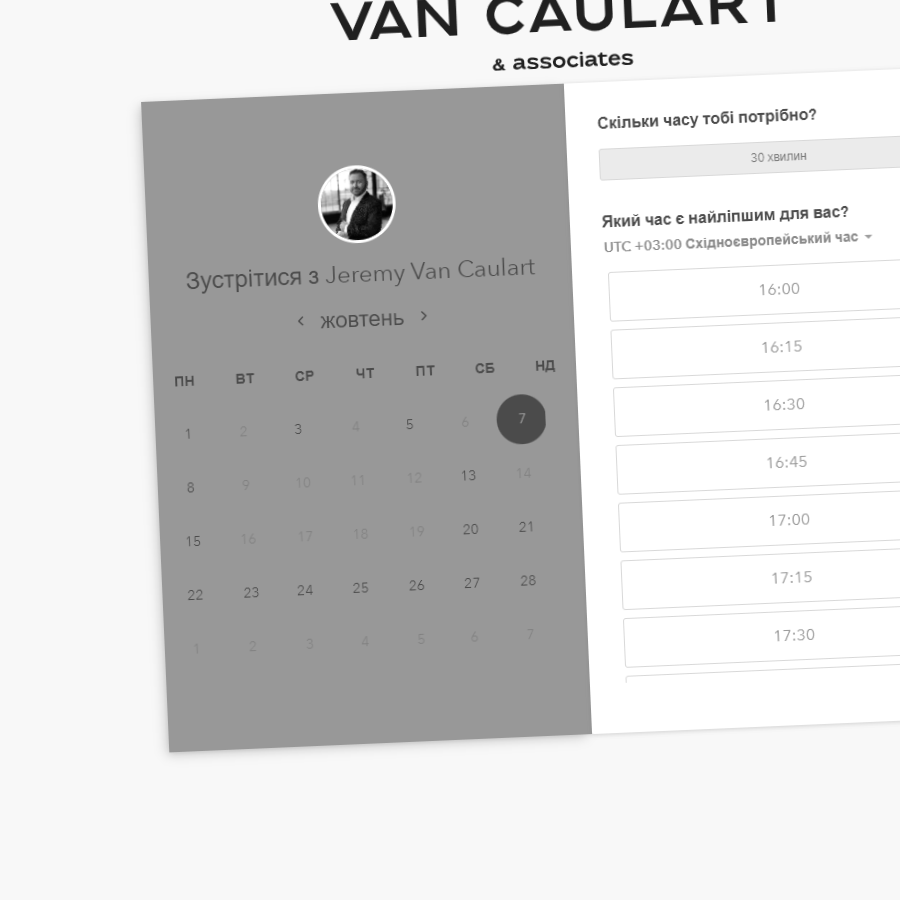 VAN CAULART
& associates
Зустрітися з Jeremy Van Caulart
‹ жовтень ›
ПН ВТ СР ЧТ ПТ СБ НД
1 2 3 4 5 6 7
8 9 10 11 12 13 14
15 16 17 18 19 20 21
22 23 24 25 26 27 28
1 2 3 4 5 6 7
Скільки часу тобі потрібно?
30 хвилин
Який час є найліпшим для вас?
UTC +03:00 Східноєвропейський час
16:00
16:15
16:30
16:45
17:00
17:15
17:30